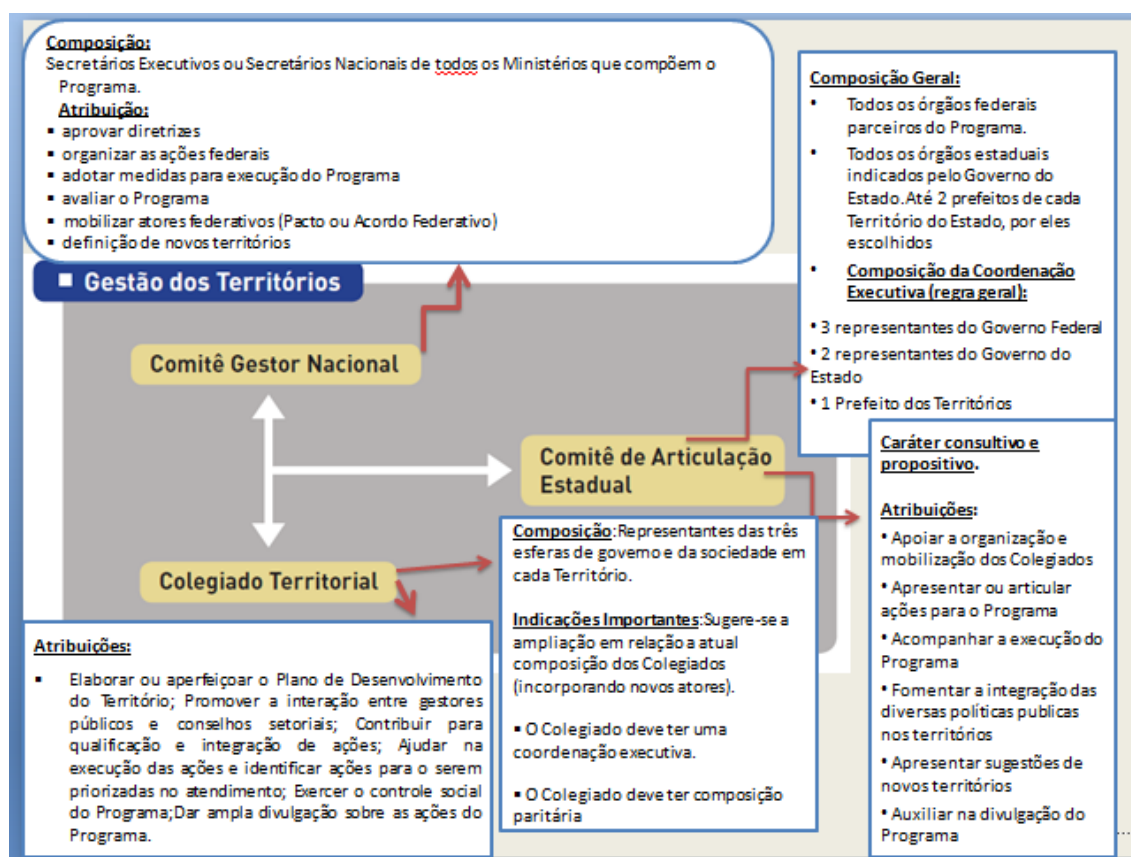 Composição:
Secretários Executivos ou Secretários Nacionais de todos os Ministérios que compõem o
Programa.
Atribuição:
▪ aprovar diretrizes
▪ organizar as ações federais
▪ adotar medidas para execução do Programa
▪ avaliar o Programa
▪ mobilizar atores federativos (Pacto ou Acordo Federativo)
▪ definição de novos territórios
Composição Geral:
• Todos os órgãos federais
parceiros do Programa.
• Todos os órgãos estaduais
indicados pelo Governo do
Estado.Até 2 prefeitos de cada
Território do Estado, por eles
escolhidos
• Composição da Coordenação
Executiva (regra geral):
• 3 representantes do Governo Federal
• 2 representantes do Governo do
Estado
• 1 Prefeito dos Territórios
■ Gestão dos Territórios
Comitê Gestor Nacional
Comitê de Articulação
Estadual
Colegiado Territorial
Caráter consultivo e
propositivo.
Atribuições:
• Apoiar a organização e
mobilização dos Colegiados
• Apresentar ou articular
ações para o Programa
• Acompanhar a execução do
Programa
• Fomentar a integração das
diversas políticas publicas
nos territórios
• Apresentar sugestões de
novos territórios
• Auxiliar na divulgação do
Programa
Composição:Representantes das três
esferas de governo e da sociedade em
cada Território.
Indicações Importantes:Sugere-se a
ampliação em relação a atual
composição dos Colegiados
(incorporando novos atores).
▪ O Colegiado deve ter uma
coordenação executiva.
▪ O Colegiado deve ter composição
paritária
Atribuições:
▪ Elaborar ou aperfeiçoar o Plano de Desenvolvimento
do Território; Promover a interação entre gestores
públicos e conselhos setoriais; Contribuir para
qualificação e integração de ações; Ajudar na
execução das ações e identificar ações para o serem
priorizadas no atendimento; Exercer o controle social
do Programa;Dar ampla divulgação sobre as ações do
Programa.
...